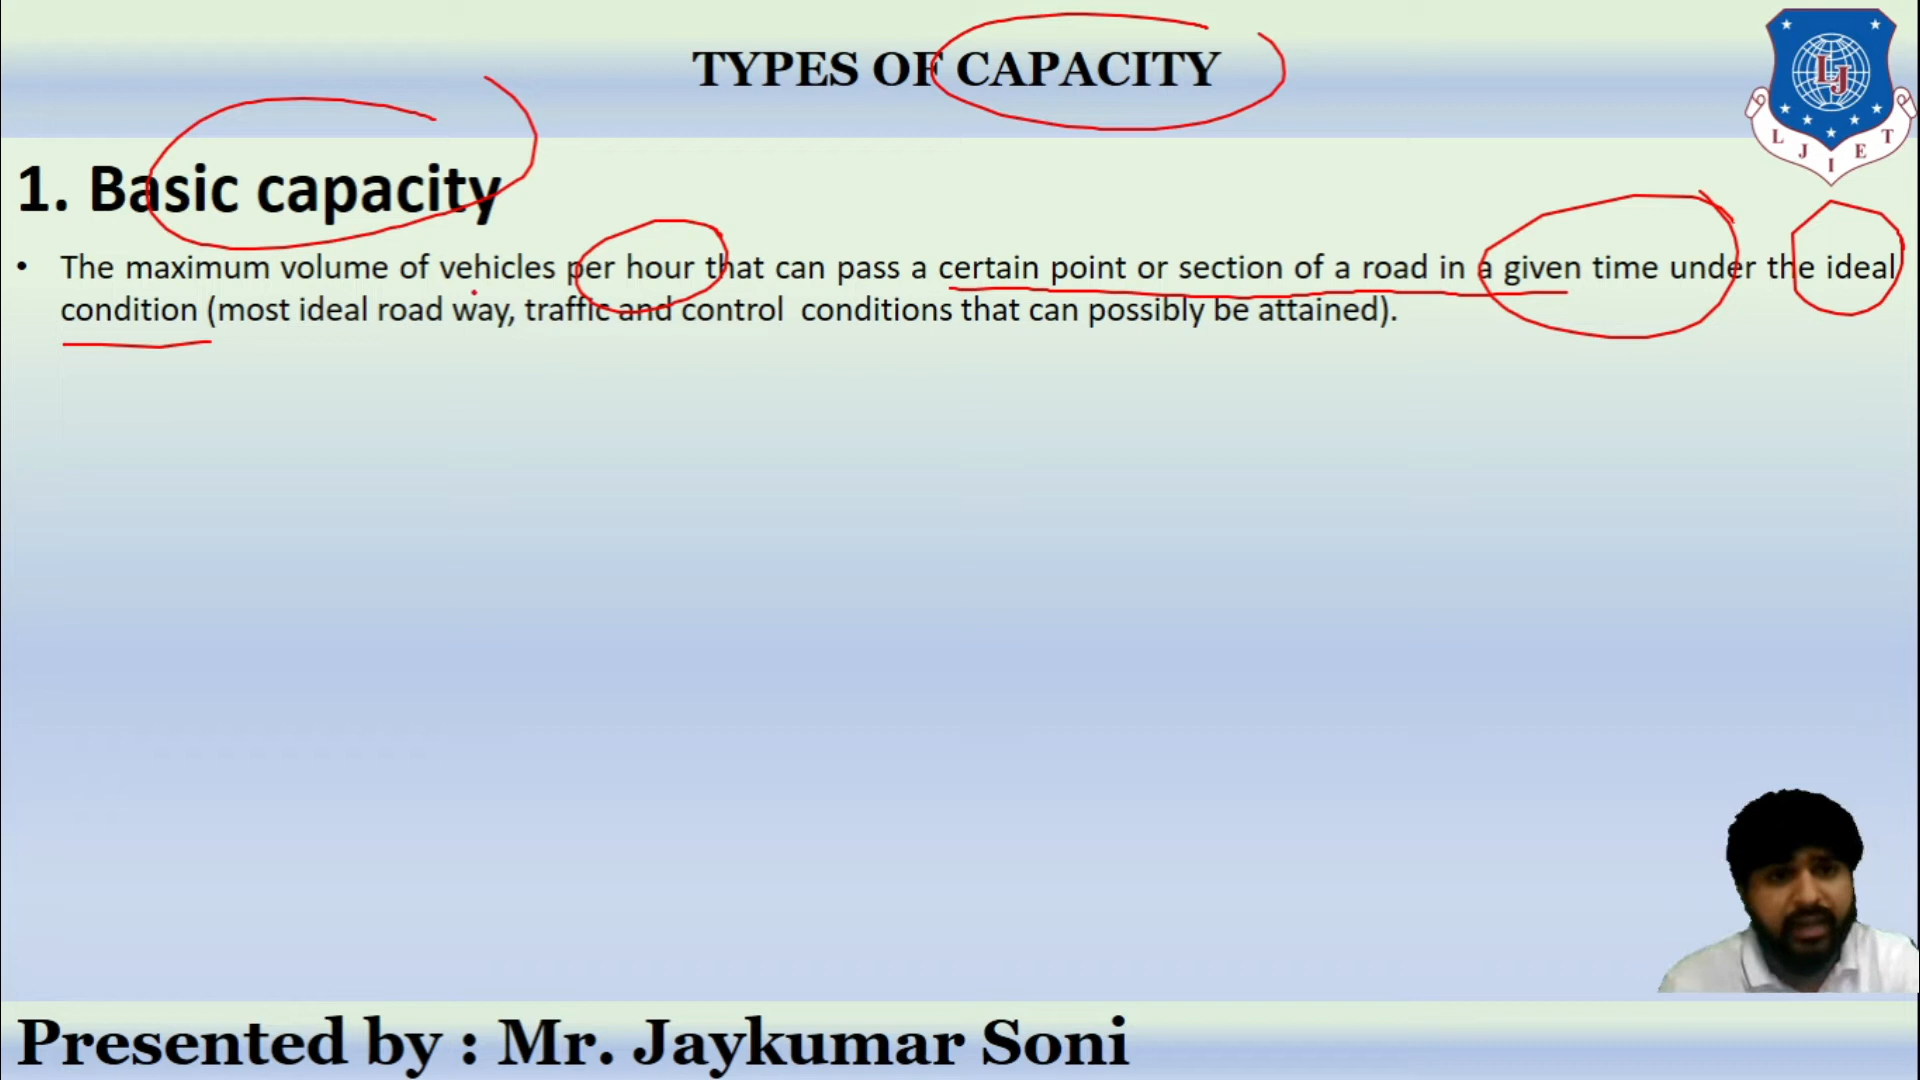 TYPES OF CAPACITY
LJ
L J I E T
1. Basic capacity
• The maximum volume of vehicles per hour that can pass a certain point or section of a road in a given time under the ideal
condition (most ideal road way, traffic and control conditions that can possibly be attained).
Presented by : Mr. Jaykumar Soni